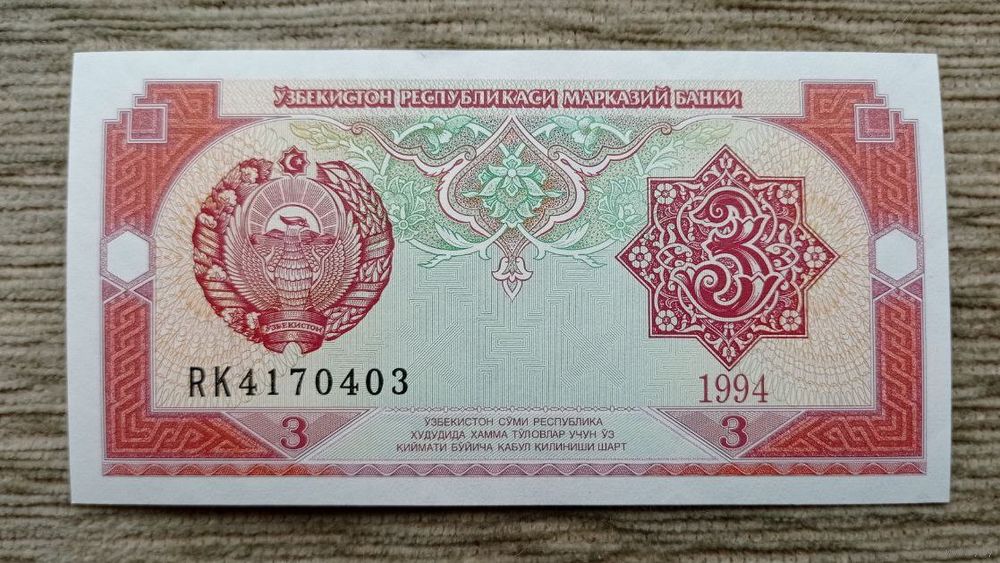 ЎЗБЕКИСТОН РЕСПУБЛИКАСИ МАРКАЗИЙ БАНКИ
3
ЎЗБЕКИСТОН
RK4170403
1994
3
3
ЎЗБЕКИСТОН СЎМИ РЕСПУБЛИКА
ХУДУДИДА ХАММА ТЎЛОВЛАР УЧУН ЎЗ
ҚИЙМАТИ БЎЙИЧА ҚАБУЛ ҚИЛИНИШИ ШАРТ